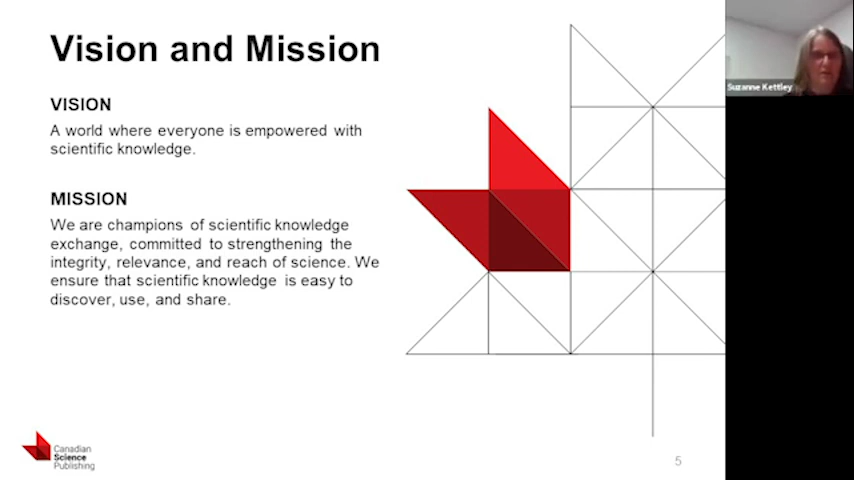 Vision and Mission
VISION
A world where everyone is empowered with
scientific knowledge.
MISSION
We are champions of scientific knowledge
exchange, committed to strengthening the
integrity, relevance, and reach of science. We
ensure that scientific knowledge is easy to
discover, use, and share.
Canadian
Science
Publishing
5
Suzanne Kettley